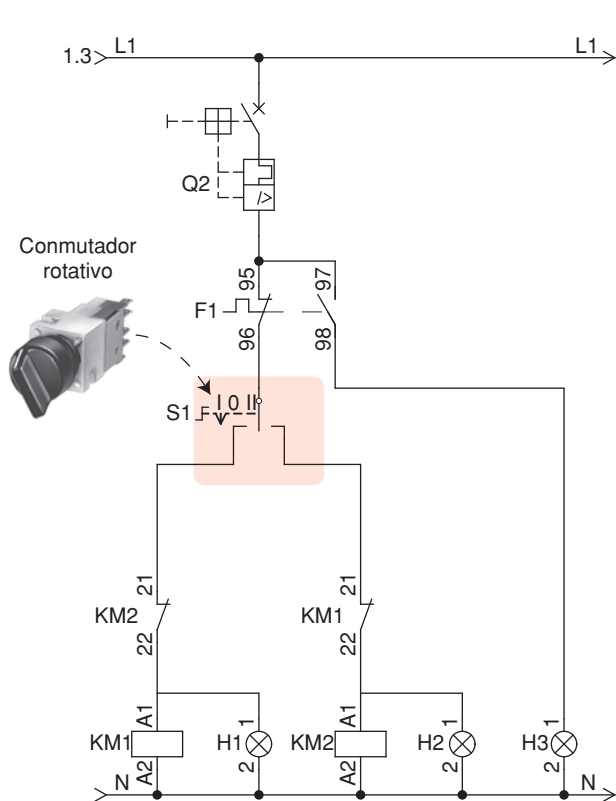 1.3 L1 L1
Q2
I>
Conmutador
rotativo
95 97
F1
96 98
S1 I 0 II
21 21
KM2 KM1
22 22
A1 1 A1 1 1
KM1 H1 KM2 H2 H3
A2 2 A2 2 2
N N